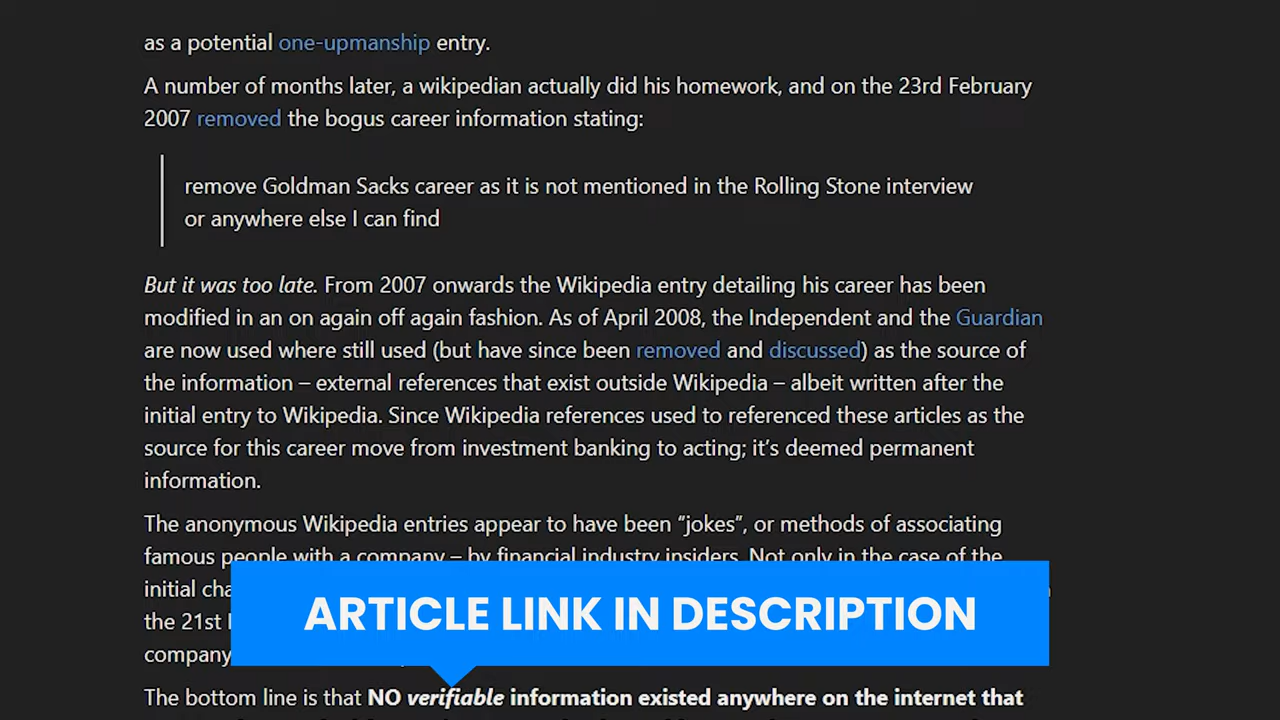 as a potential one-upmanship entry.
A number of months later, a wikipedian actually did his homework, and on the 23rd February
2007 removed the bogus career information stating:
remove Goldman Sacks career as it is not mentioned in the Rolling Stone interview
or anywhere else I can find
But it was too late. From 2007 onwards the Wikipedia entry detailing his career has been
modified in an on again off again fashion. As of April 2008, the Independent and the Guardian
are now used where still used (but have since been removed and discussed) as the source of
the information – external references that exist outside Wikipedia – albeit written after the
initial entry to Wikipedia. Since Wikipedia references used to referenced these articles as the
source for this career move from investment banking to acting; it’s deemed permanent
information.
The anonymous Wikipedia entries appear to have been “jokes”, or methods of associating
famous people with a company – by financial industry insiders. Not only in the case of the
initial
the 21st
company
ARTICLE LINK IN DESCRIPTION
The bottom line is that NO verifiable information existed anywhere on the internet that